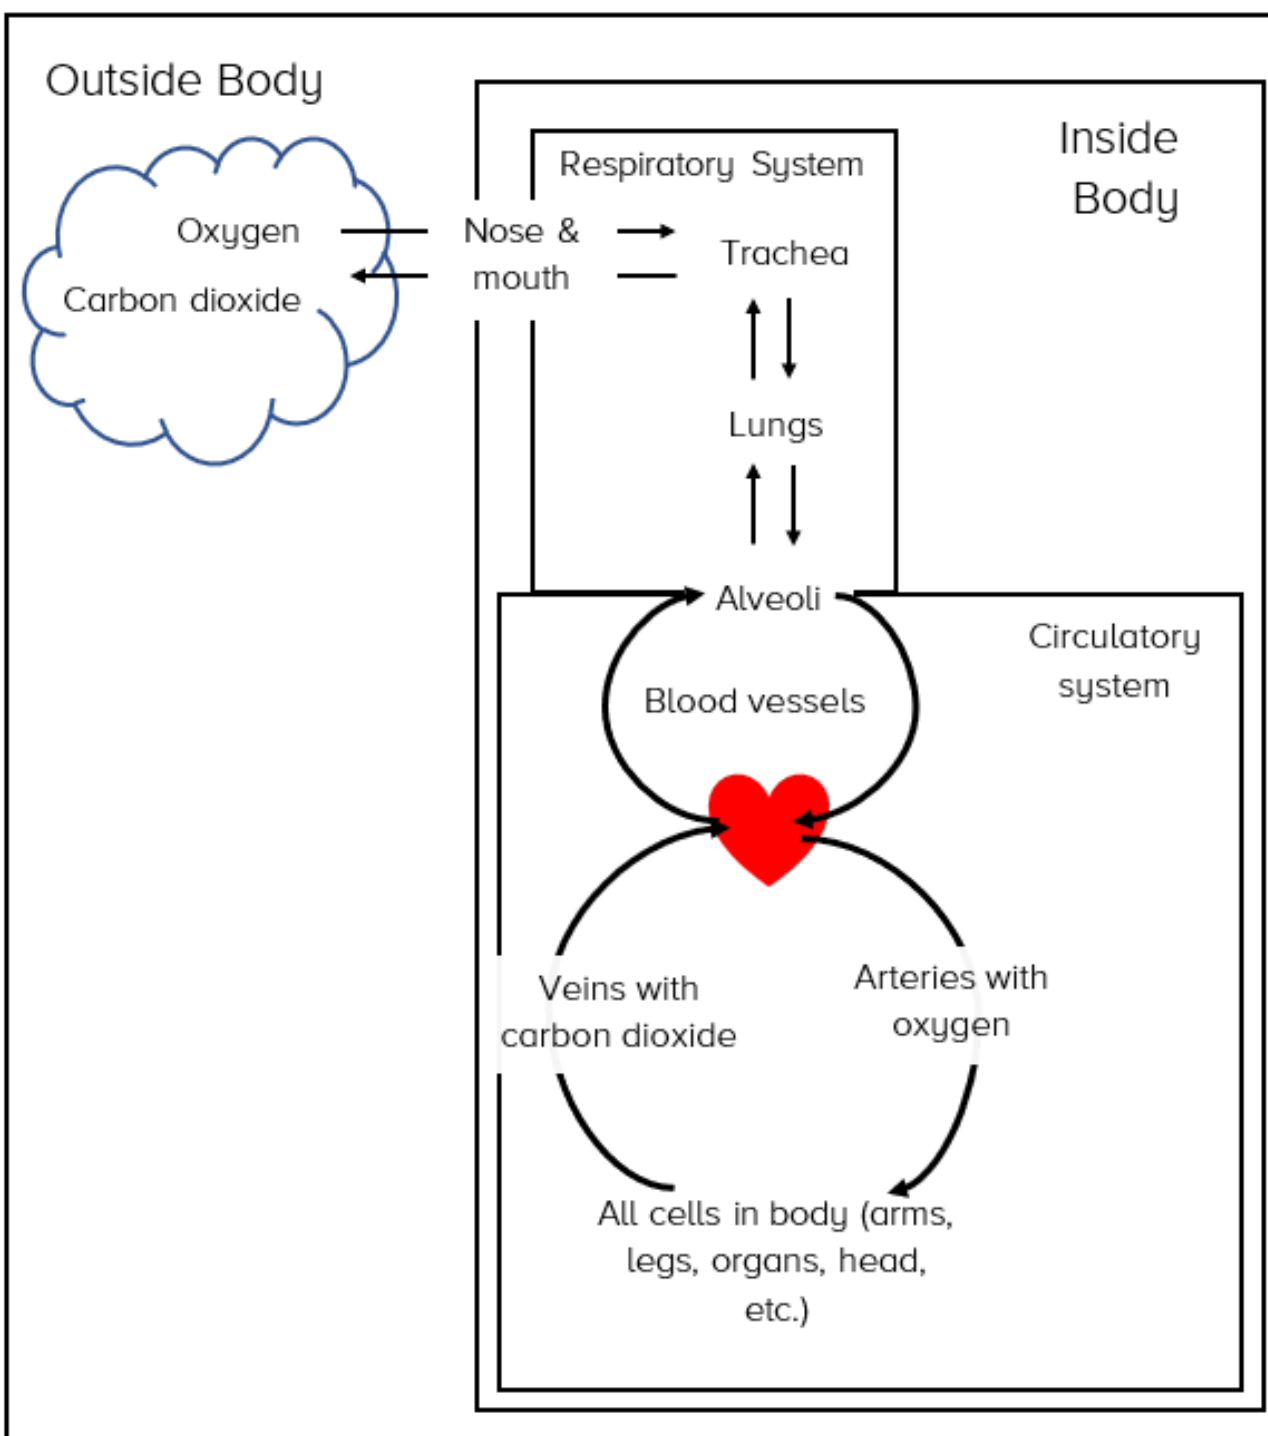 Outside Body
Inside
Body
Respiratory System
Oxygen
Carbon dioxide
Nose &
mouth
Trachea
Lungs
Alveoli
Circulatory
system
Blood vessels
Veins with
carbon dioxide
Arteries with
oxygen
All cells in body (arms,
legs, organs, head,
etc.)